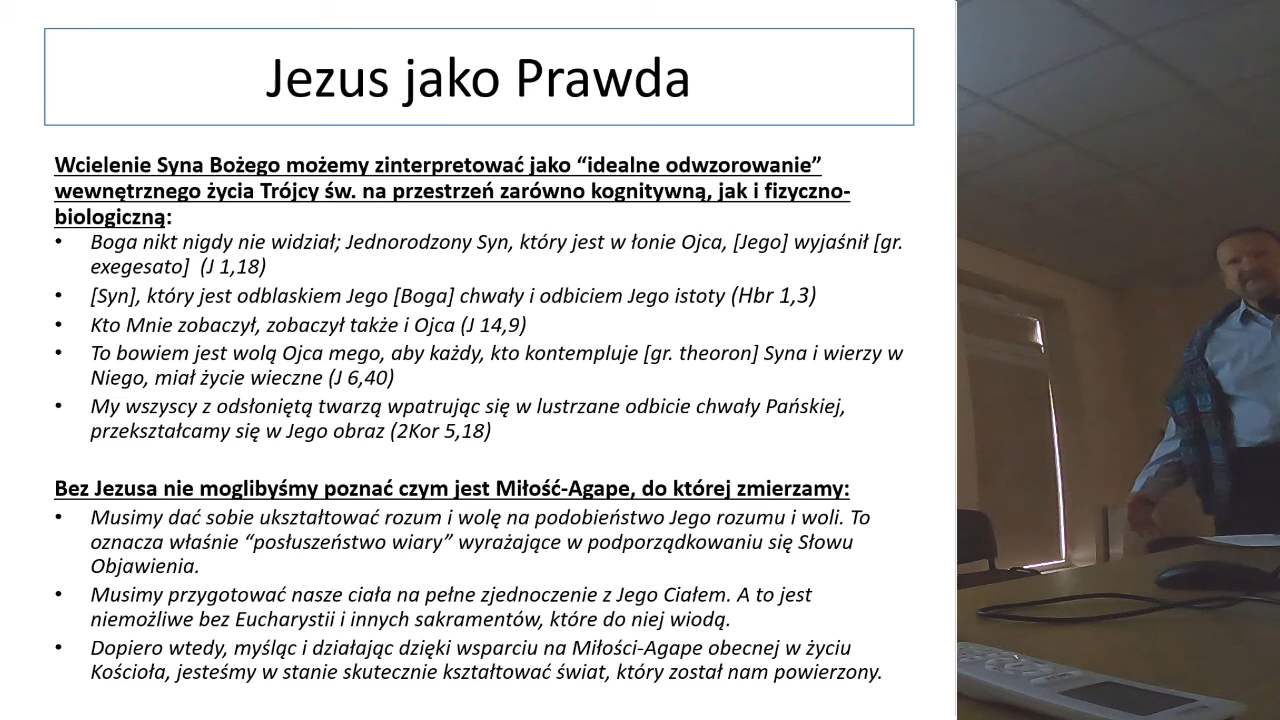 Jezus jako Prawda
Wcielenie Syna Bożego możemy zinterpretować jako “idealne odwzorowanie”
wewnętrznego życia Trójcy św. na przestrzeń zarówno kognitywną, jak i fizyczno-
biologiczną:
• Boga nikt nigdy nie widział; Jednorodzony Syn, który jest w łonie Ojca, [Jego] wyjaśnił [gr.
exegesato]  (J 1,18)
• [Syn], który jest odblaskiem Jego [Boga] chwały i odbiciem Jego istoty (Hbr 1,3)
• Kto Mnie zobaczył, zobaczył także i Ojca (J 14,9)
• To bowiem jest wolą Ojca mego, aby każdy, kto kontempluje [gr. theoron] Syna i wierzy w
Niego, miał życie wieczne (J 6,40)
• My wszyscy z odsłoniętą twarzą wpatrując się w lustrzane odbicie chwały Pańskiej,
przekształcamy się w Jego obraz (2Kor 5,18)
Bez Jezusa nie moglibyśmy poznać czym jest Miłość-Agape, do której zmierzamy:
• Musimy dać sobie ukształtować rozum i wolę na podobieństwo Jego rozumu i woli. To
oznacza właśnie “posłuszeństwo wiary” wyrażające w podporządkowaniu się Słowu
Objawienia.
• Musimy przygotować nasze ciała na pełne zjednoczenie z Jego Ciałem. A to jest
niemożliwe bez Eucharystii i innych sakramentów, które do niej wiodą.
• Dopiero wtedy, myśląc i działając dzięki wsparciu na Miłości-Agape obecnej w życiu
Kościoła, jesteśmy w stanie skutecznie kształtować świat, który został nam powierzony.